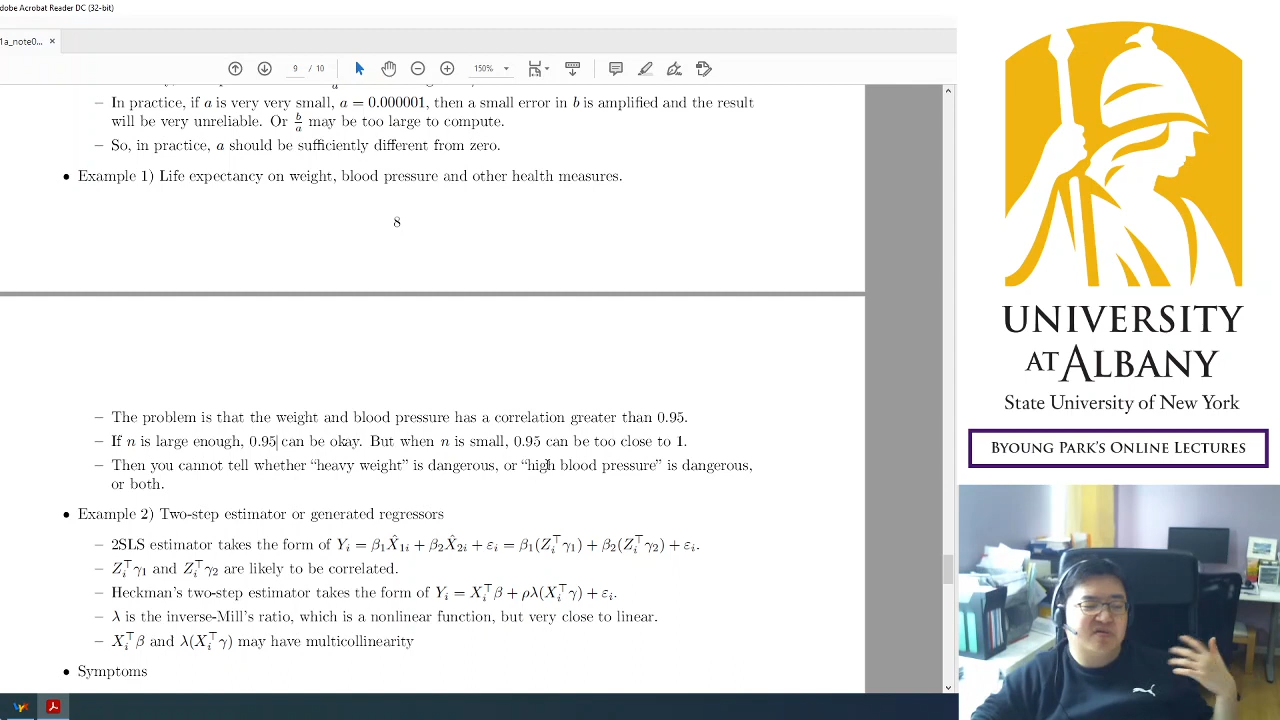 dobe Acrobat Reader DC (32-bit)
1a_note0... ×
9 / 10
150%
– In practice, if a is very very small, a = 0.000001, then a small error in b is amplified and the result
will be very unreliable. Or b/a may be too large to compute.
– So, in practice, a should be sufficiently different from zero.
• Example 1) Life expectancy on weight, blood pressure and other health measures.
8
– The problem is that the weight and blood pressure has a correlation greater than 0.95.
– If n is large enough, 0.95 can be okay. But when n is small, 0.95 can be too close to 1.
– Then you cannot tell whether “heavy weight” is dangerous, or “high blood pressure” is dangerous,
or both.
• Example 2) Two-step estimator or generated regressors
– 2SLS estimator takes the form of Yᵢ = β₁X̂₁ᵢ + β₂X̂₂ᵢ + εᵢ = β₁(Zᵢ⊤γ₁) + β₂(Zᵢ⊤γ₂) + εᵢ.
– Zᵢ⊤γ₁ and Zᵢ⊤γ₂ are likely to be correlated.
– Heckman's two-step estimator takes the form of Yᵢ = Xᵢ⊤β + ρλ(Xᵢ⊤γ) + εᵢ.
– λ is the inverse-Mill's ratio, which is a nonlinear function, but very close to linear.
– Xᵢ⊤β and λ(Xᵢ⊤γ) may have multicollinearity
• Symptoms
UNIVERSITY
AT ALBANY
State University of New York
BYOUNG PARK'S ONLINE LECTURES